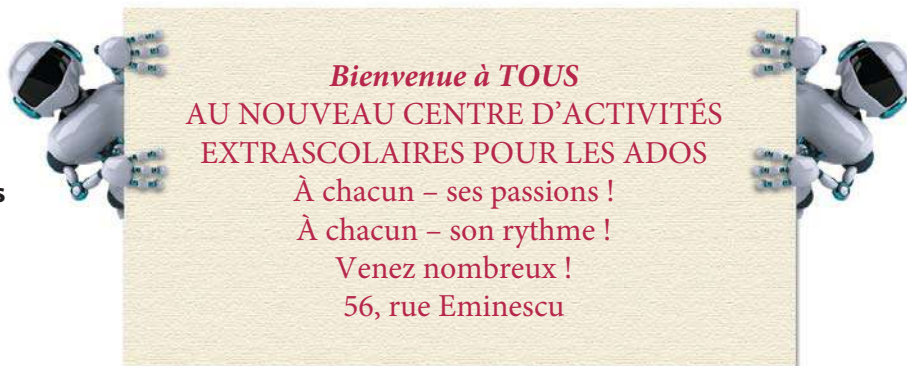 Bienvenue à TOUS
AU NOUVEAU CENTRE D'ACTIVITÉS
EXTRASCOLAIRES POUR LES ADOS
s
À chacun – ses passions !
À chacun – son rythme !
Venez nombreux !
56, rue Eminescu